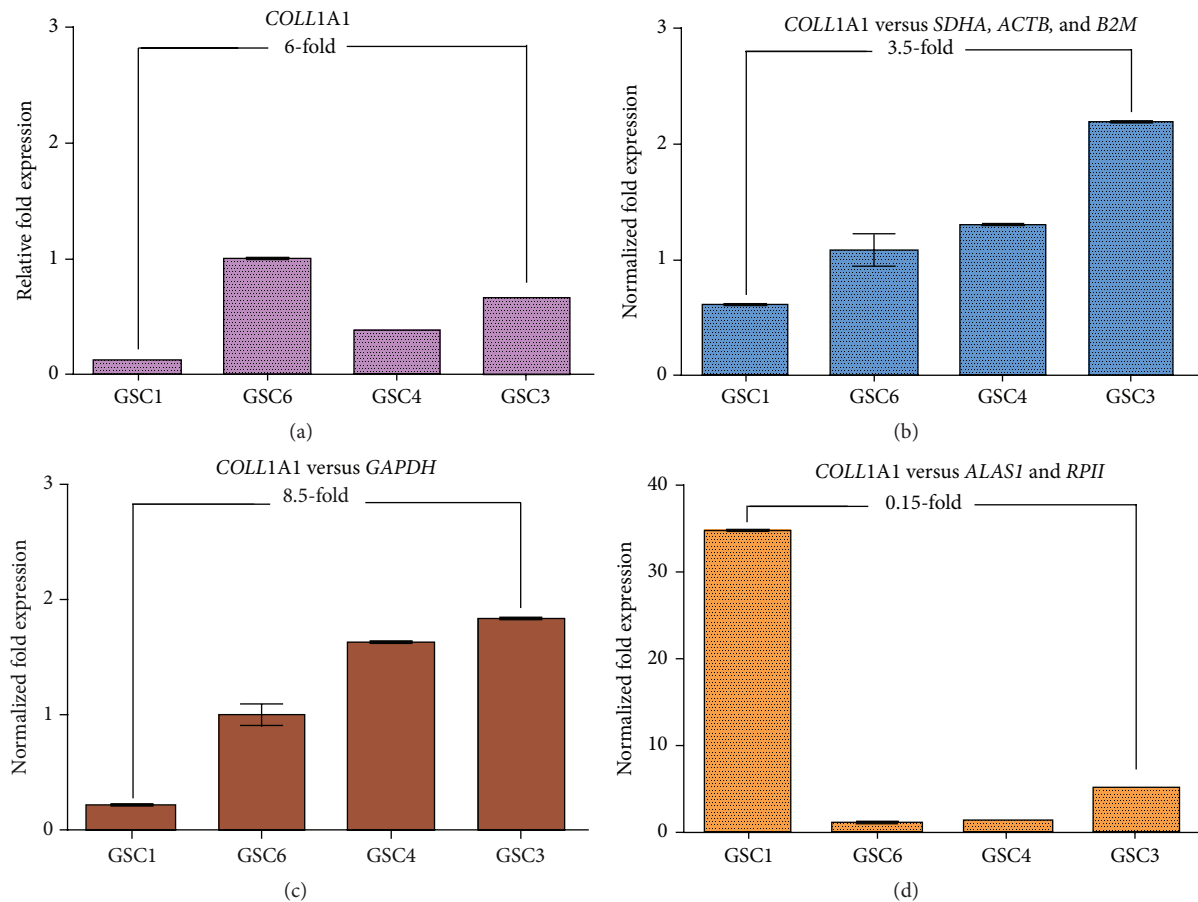 COLL1A1
6-fold
Relative fold expression
3
2
1
0
GSC1 GSC6 GSC4 GSC3
(a)
COLL1A1 versus SDHA, ACTB, and B2M
3.5-fold
Normalized fold expression
3
2
1
0
GSC1 GSC6 GSC4 GSC3
(b)
COLL1A1 versus GAPDH
8.5-fold
Normalized fold expression
3
2
1
0
GSC1 GSC6 GSC4 GSC3
(c)
COLL1A1 versus ALAS1 and RPII
0.15-fold
Normalized fold expression
40
30
20
10
0
GSC1 GSC6 GSC4 GSC3
(d)